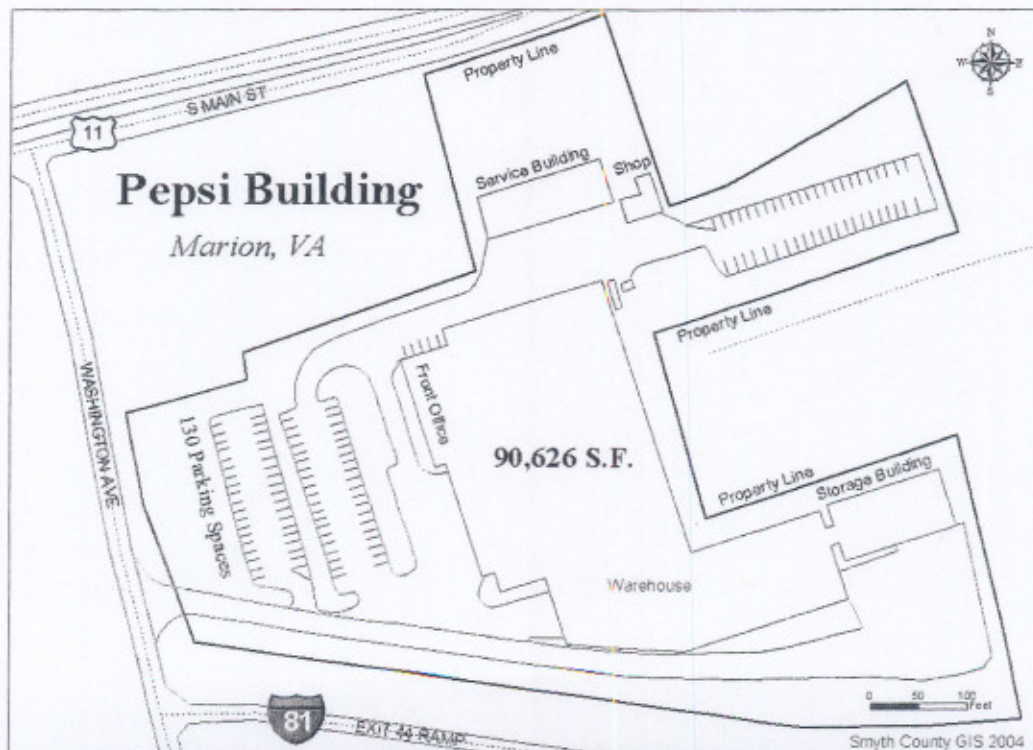 S MAIN ST
11
Property Line
N
W
E
S
Pepsi Building
Marion, VA
Service Building
Shop
Property Line
WASHINGTON AVE
Front Office
130 Parking Spaces
90,626 S.F.
Property Line
Storage Building
Warehouse
0 50 100
Feet
81
EXIT 44 RAMP
Smyth County GIS 2004